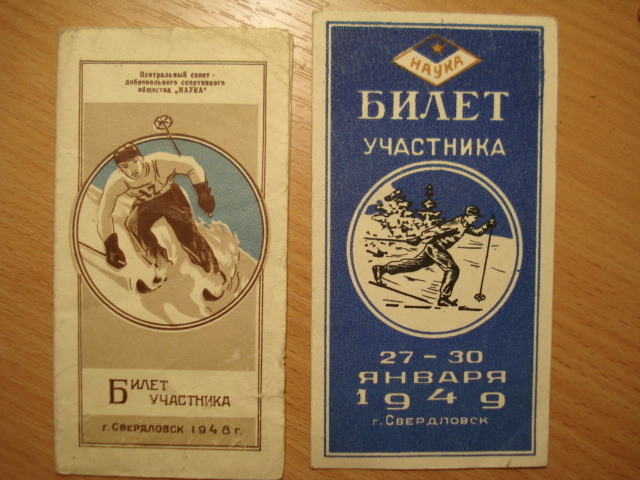 Центральный совет
добровольного спортивного
общества „НАУКА"
БИЛЕТ
УЧАСТНИКА
г. СВЕРДЛОВСК 1948 г.
НАУКА
БИЛЕТ
УЧАСТНИКА
27 - 30
ЯНВАРЯ
1949
г. СВЕРДЛОВСК